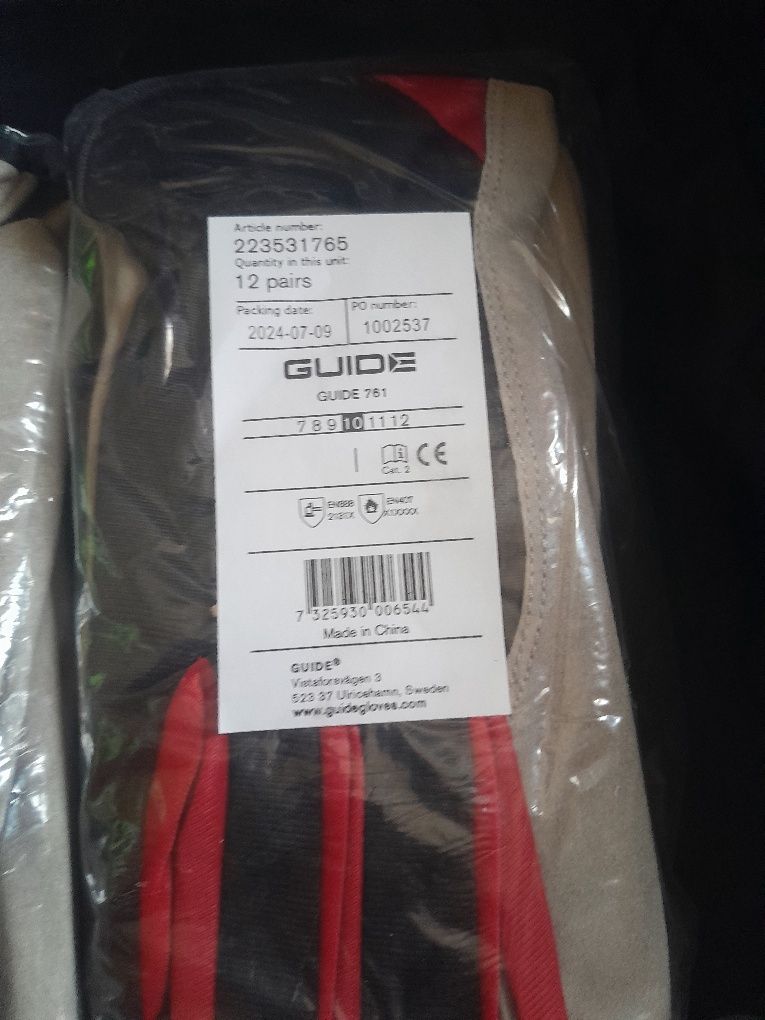 Article number:
223531765
Quantity in this unit:
12 pairs
Packing date:
2024-07-09
PO number:
1002537
GUIDE
GUIDE 761
7 8 9 10 11 12
i
Cat. 2
CE
EN388
EN407
7 325930 006544
Made in China
GUIDE®
Vistaforsvägen 3
523 37 Ulricehamn, Sweden
www.guidegloves.com